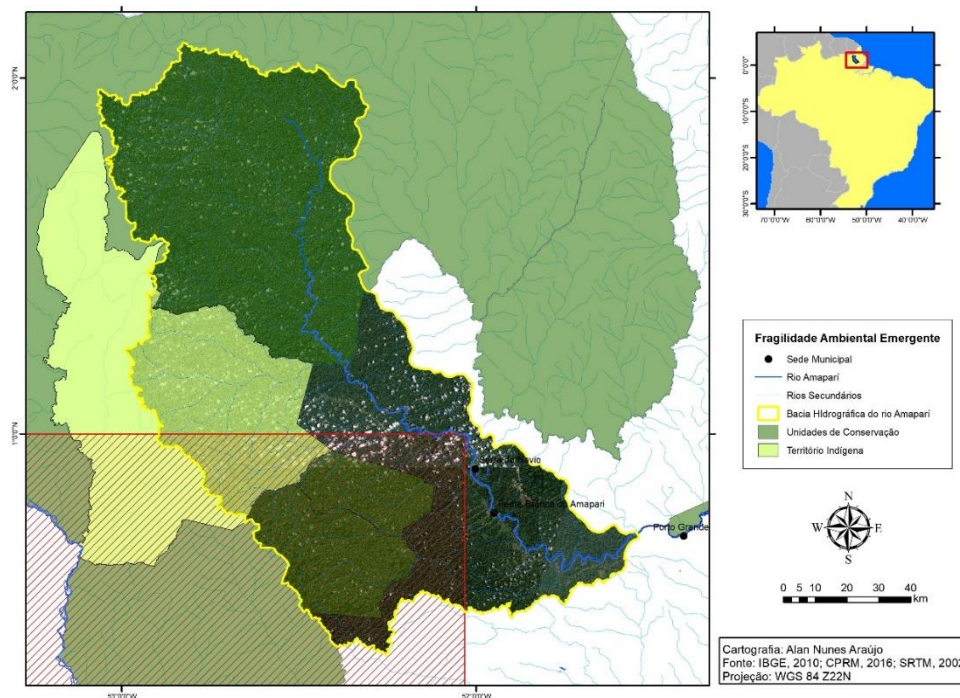 2°0'0"N
1°0'0"N
53°0'0"W
52°0'0"W
Serra do Navio
Pedra Branca do Amapari
Porto Grande
0°0'0"
10°0'0"S
20°0'0"S
30°0'0"S
70°0'0"W
60°0'0"W
50°0'0"W
40°0'0"W
Fragilidade Ambiental Emergente
Sede Municipal
Rio Amaparí
Rios Secundários
Bacia HIdrográfica do rio Amaparí
Unidades de Conservação
Território Indígena
N
W E
S
0 5 10 20 30 40
km
Cartografia: Alan Nunes Araújo
Fonte: IBGE, 2010; CPRM, 2016; SRTM, 2002
Projeção: WGS 84 Z22N